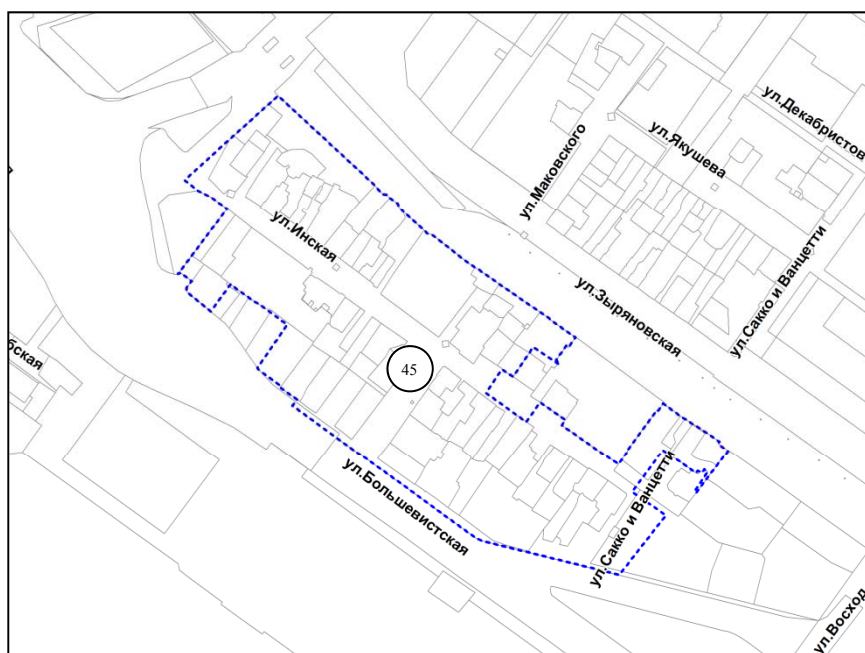 ул.Декабристов
ул.Якушева
ул.Маковского
ул.Инская
ул.Сакко и Ванцетти
ул.Зыряновская
бская
45
ул.Большевистская
ул.Сакко и Ванцетти
ул.Восход